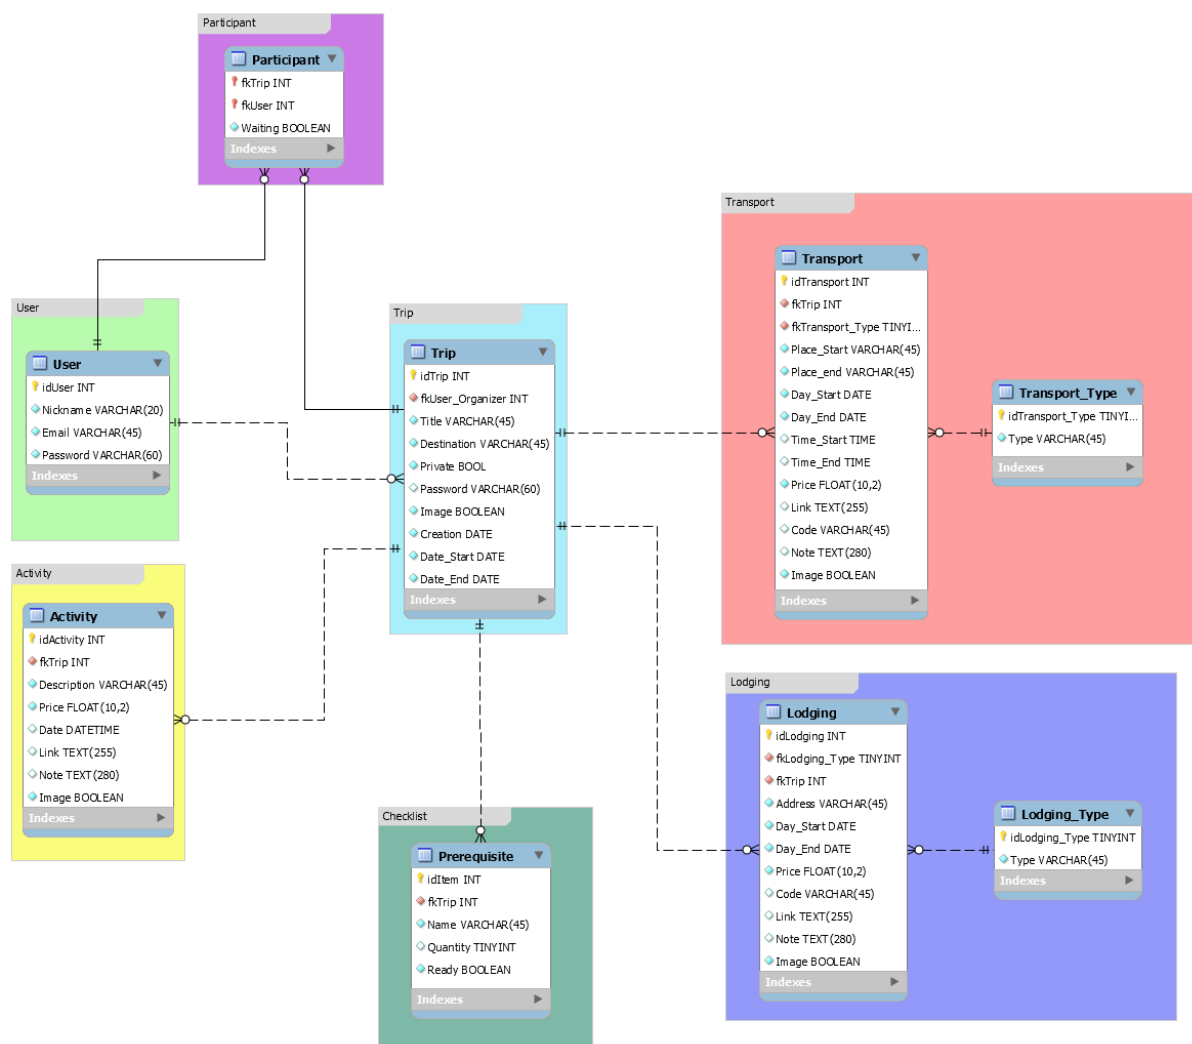 Participant
Participant
fkTrip INT
fkUser INT
Waiting BOOLEAN
Indexes
User
User
idUser INT
Nickname VARCHAR(20)
Email VARCHAR(45)
Password VARCHAR(60)
Indexes
Trip
Trip
idTrip INT
fkUser_Organizer INT
Title VARCHAR(45)
Destination VARCHAR(45)
Private BOOL
Password VARCHAR(60)
Image BOOLEAN
Creation DATE
Date_Start DATE
Date_End DATE
Indexes
Transport
Transport
idTransport INT
fkTrip INT
fkTransport_Type TINYI...
Place_Start VARCHAR(45)
Place_end VARCHAR(45)
Day_Start DATE
Day_End DATE
Time_Start TIME
Time_End TIME
Price FLOAT(10,2)
Link TEXT(255)
Code VARCHAR(45)
Note TEXT(280)
Image BOOLEAN
Indexes
Transport_Type
idTransport_Type TINYI...
Type VARCHAR(45)
Indexes
Activity
Activity
idActivity INT
fkTrip INT
Description VARCHAR(45)
Price FLOAT(10,2)
Date DATETIME
Link TEXT(255)
Note TEXT(280)
Image BOOLEAN
Indexes
Checklist
Prerequisite
idItem INT
fkTrip INT
Name VARCHAR(45)
Quantity TINYINT
Ready BOOLEAN
Indexes
Lodging
Lodging
idLodging INT
fkLodging_Type TINYINT
fkTrip INT
Address VARCHAR(45)
Day_Start DATE
Day_End DATE
Price FLOAT(10,2)
Code VARCHAR(45)
Link TEXT(255)
Note TEXT(280)
Image BOOLEAN
Indexes
Lodging_Type
idLodging_Type TINYINT
Type VARCHAR(45)
Indexes